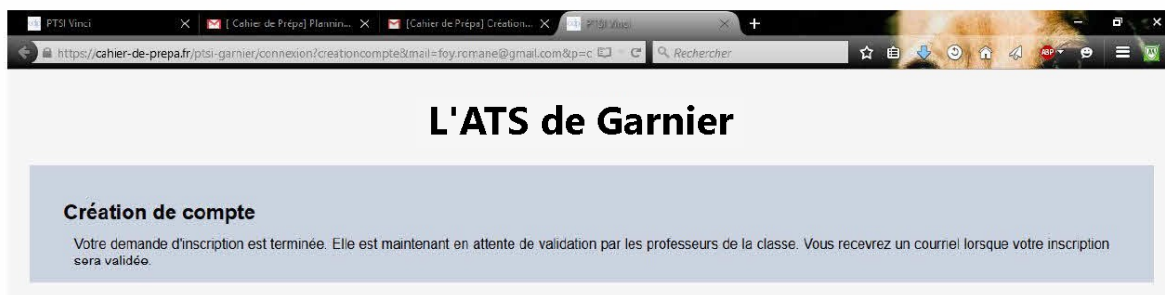 PTSI Vinci
[ Cahier de Prépa] Plannin...
[Cahier de Prépa] Création...
PTSI Vinci
https://cahier-de-prepa.fr/ptsi-garnier/connexion?creationcompte&mail=foy.romane@gmail.com&p=c
Rechercher
ABP
L'ATS de Garnier
Création de compte
Votre demande d'inscription est terminée. Elle est maintenant en attente de validation par les professeurs de la classe. Vous recevrez un courriel lorsque votre inscription
sera validée.